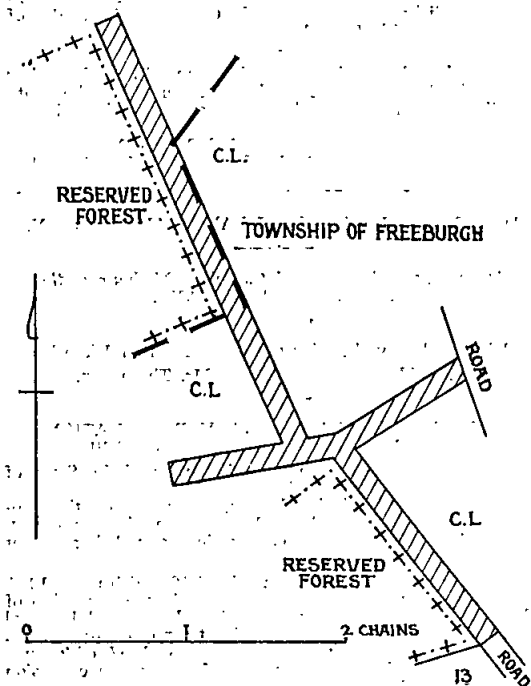 C.L.
RESERVED
FOREST
TOWNSHIP OF FREEBURGH
ROAD
C.L
C.L
RESERVED
FOREST
0 1 2 CHAINS
13
ROAD